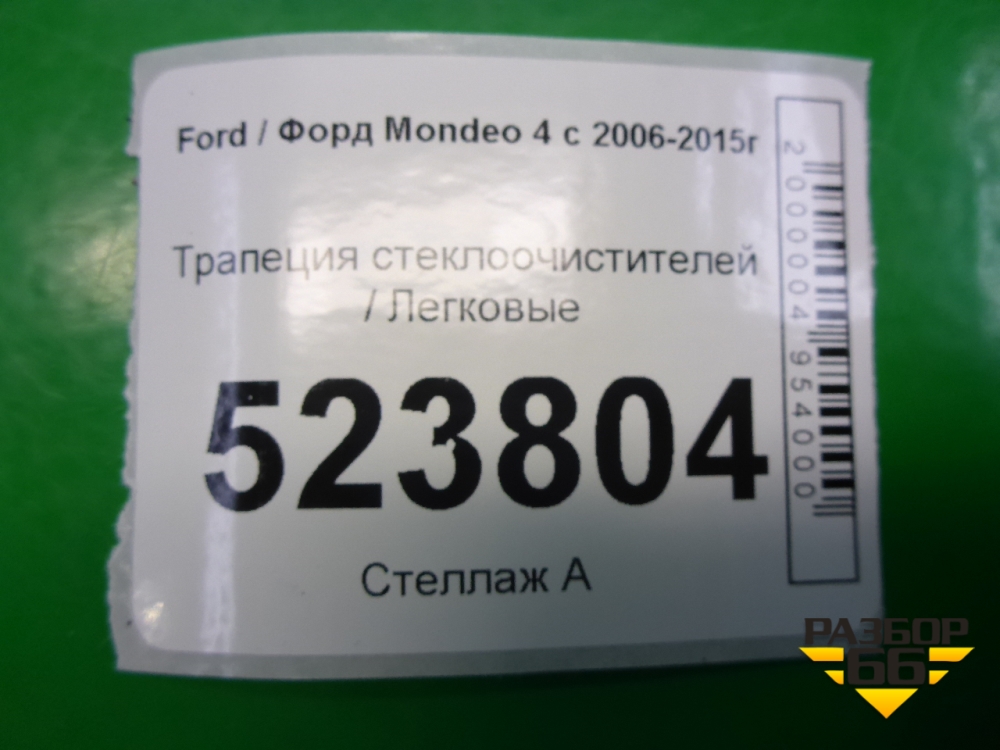 Ford / Форд Mondeo 4 с 2006-2015г
Трапеция стеклоочистителей
/ Легковые
523804
Стеллаж А
2000004954000
РАЗБОР
66